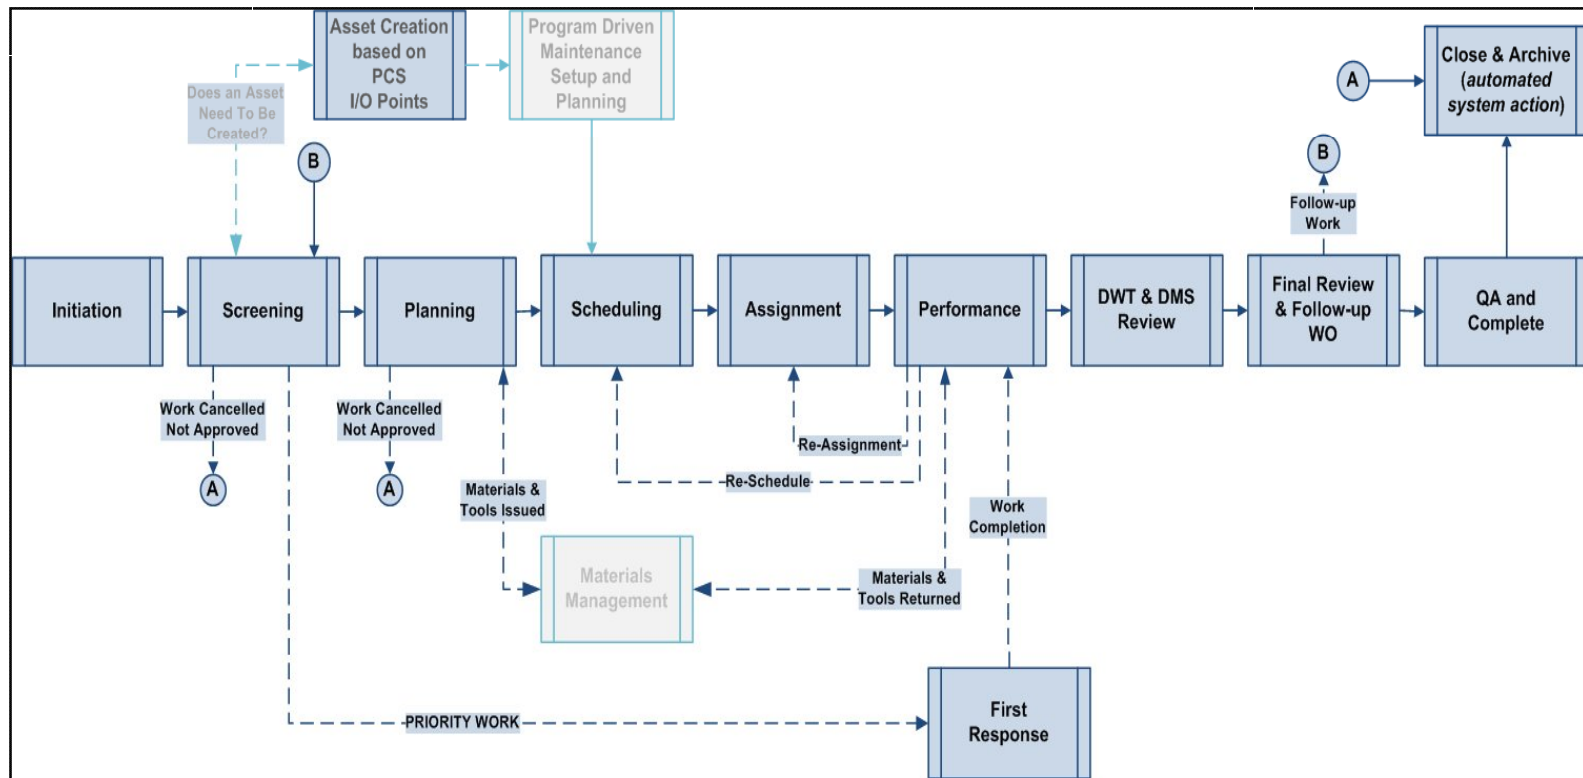 Asset Creation
based on
PCS
I/O Points
Program Driven
Maintenance
Setup and
Planning
Close & Archive
(automated
system action)
A
Does an Asset
Need To Be
Created?
B
B
Follow-up
Work
Initiation
Screening
Planning
Scheduling
Assignment
Performance
DWT & DMS
Review
Final Review
& Follow-up
WO
QA and
Complete
Work Cancelled
Not Approved
Work Cancelled
Not Approved
A
A
Re-Assignment
Re-Schedule
Materials &
Tools Issued
Work
Completion
Materials
Management
Materials &
Tools Returned
PRIORITY WORK
First
Response